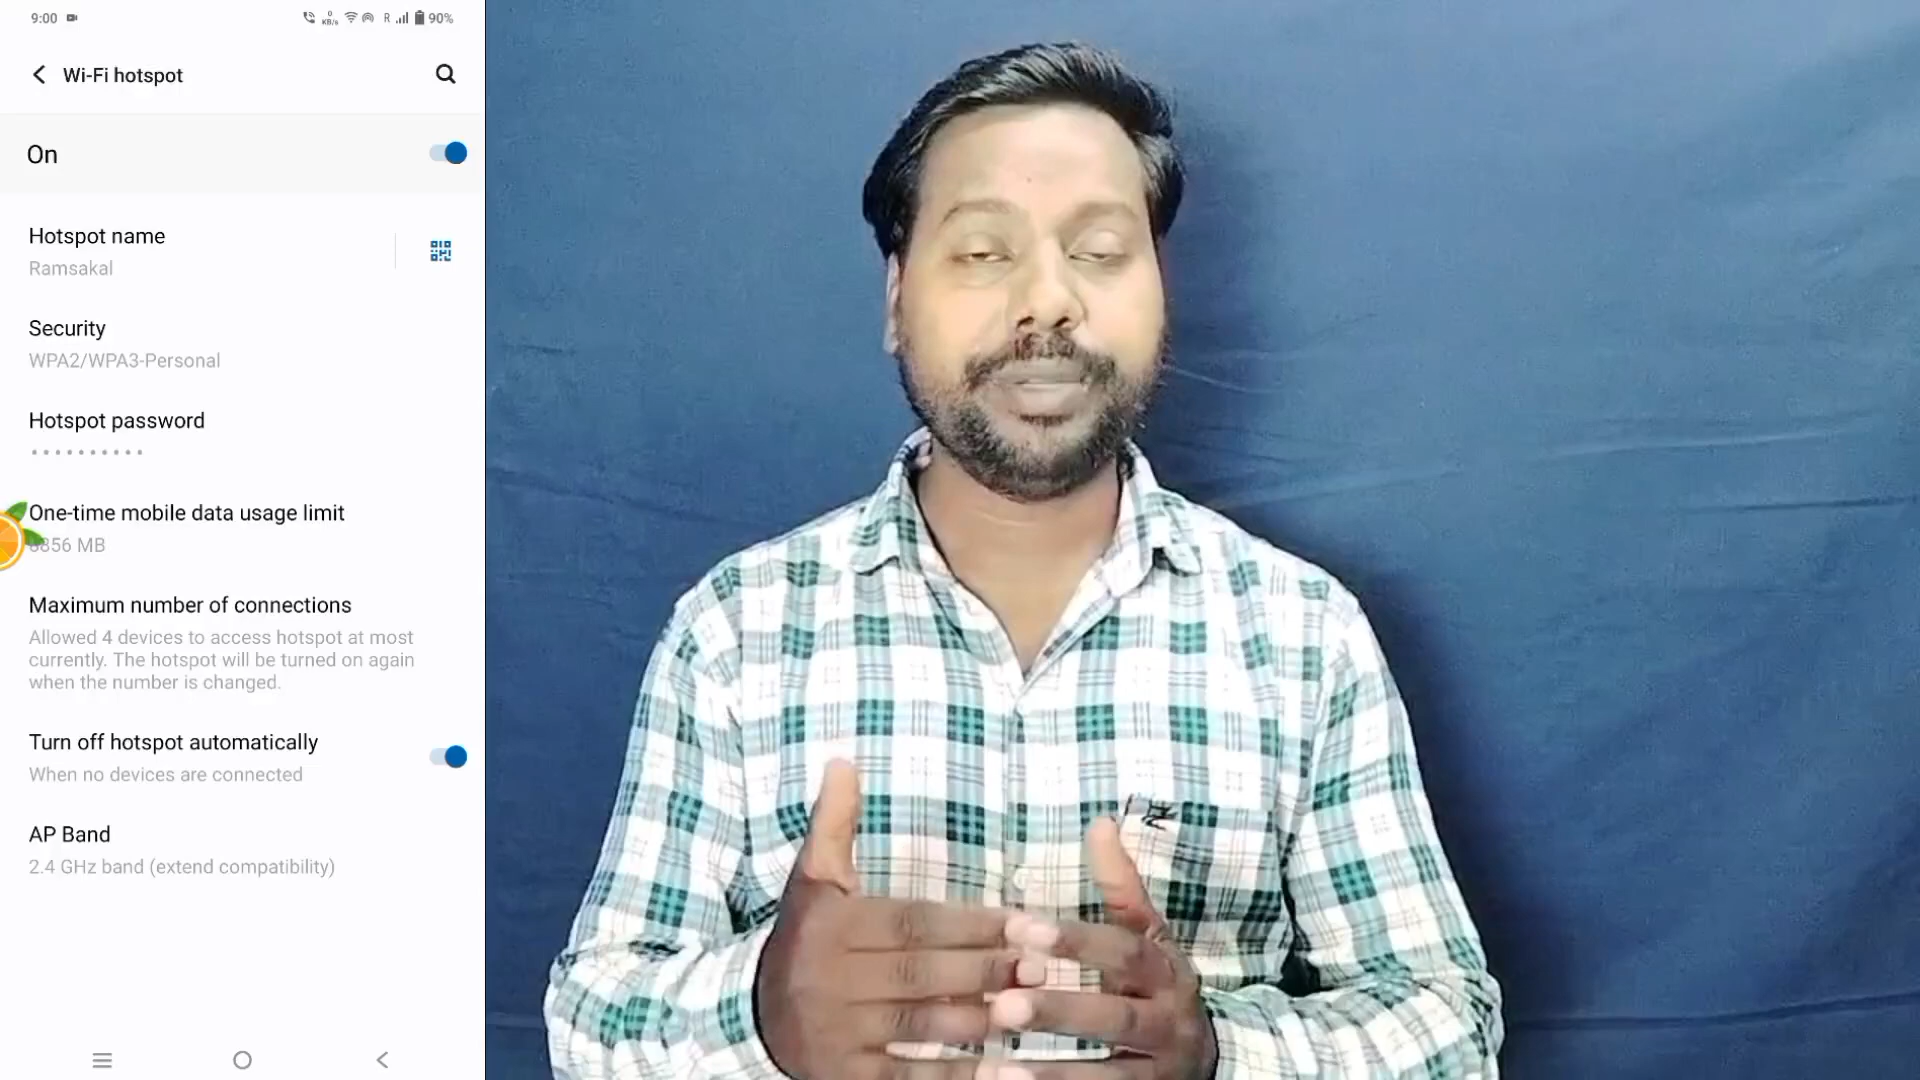 9:00
0
KB/s
R
90%
Wi-Fi hotspot
On
Hotspot name
Ramsakal
Security
WPA2/WPA3-Personal
Hotspot password
••••••••••
One-time mobile data usage limit
856 MB
Maximum number of connections
Allowed 4 devices to access hotspot at most
currently. The hotspot will be turned on again
when the number is changed.
Turn off hotspot automatically
When no devices are connected
AP Band
2.4 GHz band (extend compatibility)